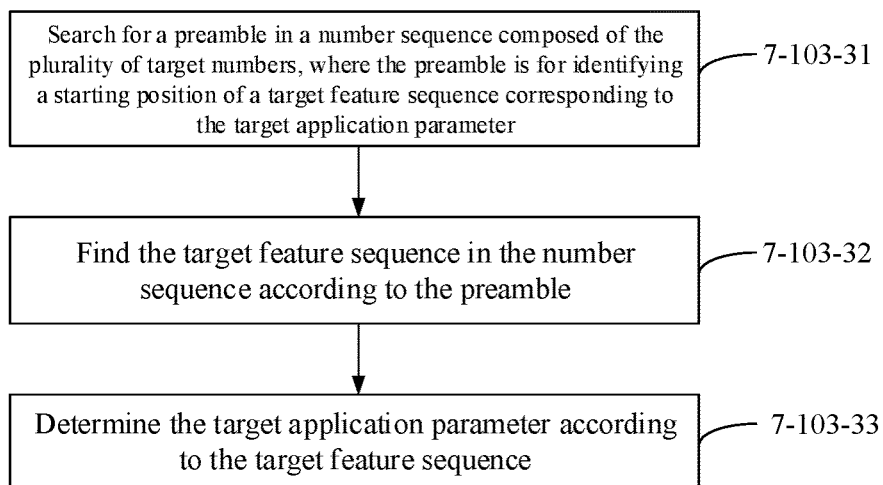 Search for a preamble in a number sequence composed of the
plurality of target numbers, where the preamble is for identifying
a starting position of a target feature sequence corresponding to
the target application parameter
7-103-31
Find the target feature sequence in the number
sequence according to the preamble
7-103-32
Determine the target application parameter according
to the target feature sequence
7-103-33